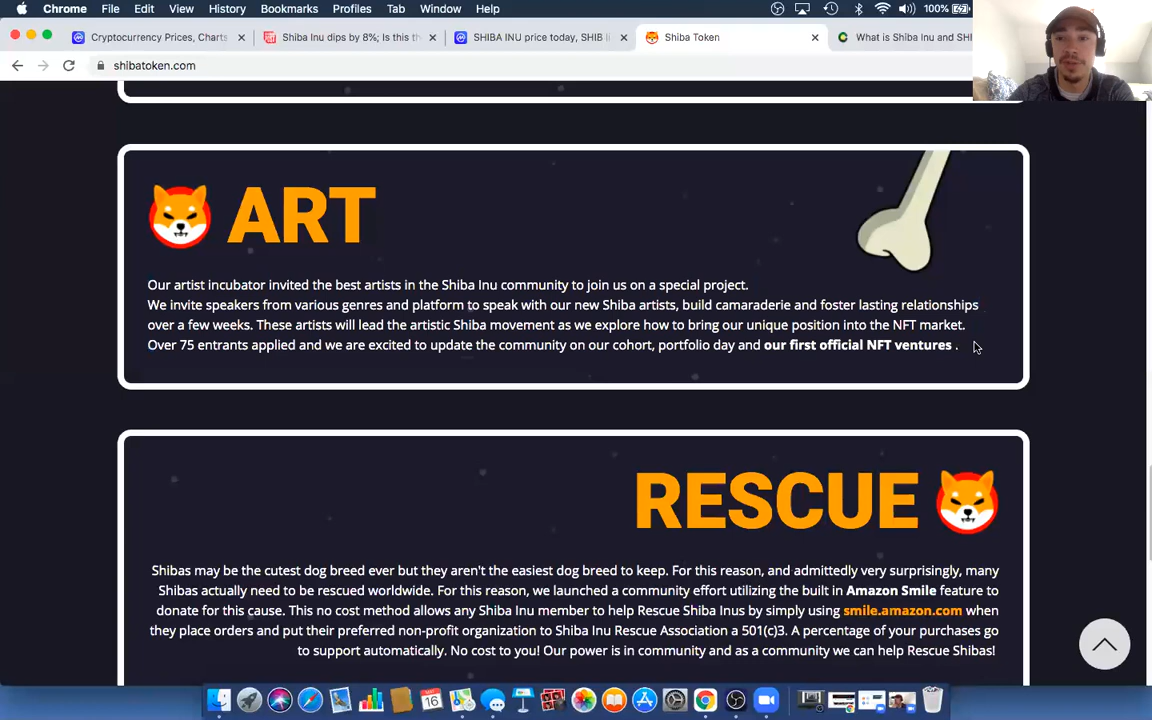 Chrome File Edit View History Bookmarks Profiles Tab Window Help 100%
Cryptocurrency Prices, Charts
Shiba Inu dips by 8%; Is this th
SHIBA INU price today, SHIB li
Shiba Token
What is Shiba Inu and SH
shibatoken.com
ART
Our artist incubator invited the best artists in the Shiba Inu community to join us on a special project.
We invite speakers from various genres and platform to speak with our new Shiba artists, build camaraderie and foster lasting relationships
over a few weeks. These artists will lead the artistic Shiba movement as we explore how to bring our unique position into the NFT market.
Over 75 entrants applied and we are excited to update the community on our cohort, portfolio day and our first official NFT ventures .
RESCUE
Shibas may be the cutest dog breed ever but they aren't the easiest dog breed to keep. For this reason, and admittedly very surprisingly, many
Shibas actually need to be rescued worldwide. For this reason, we launched a community effort utilizing the built in Amazon Smile feature to
donate for this cause. This no cost method allows any Shiba Inu member to help Rescue Shiba Inus by simply using smile.amazon.com when
they place orders and put their preferred non-profit organization to Shiba Inu Rescue Association a 501(c)3. A percentage of your purchases go
to support automatically. No cost to you! Our power is in community and as a community we can help Rescue Shibas!
16